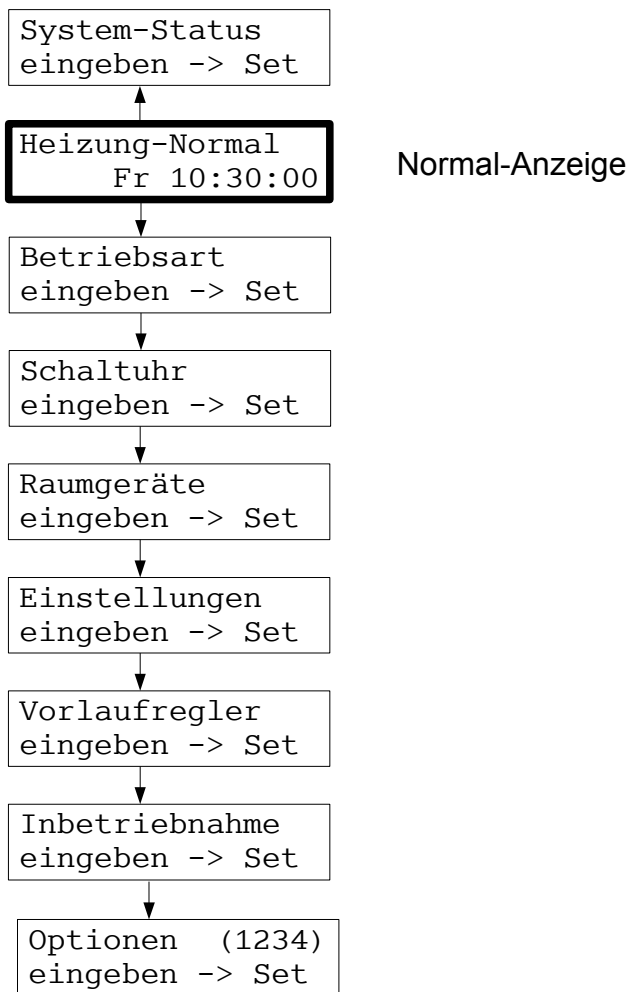 System-Status
eingeben -> Set
Heizung-Normal
Fr 10:30:00
Normal-Anzeige
Betriebsart
eingeben -> Set
Schaltuhr
eingeben -> Set
Raumgeräte
eingeben -> Set
Einstellungen
eingeben -> Set
Vorlaufregler
eingeben -> Set
Inbetriebnahme
eingeben -> Set
Optionen (1234)
eingeben -> Set